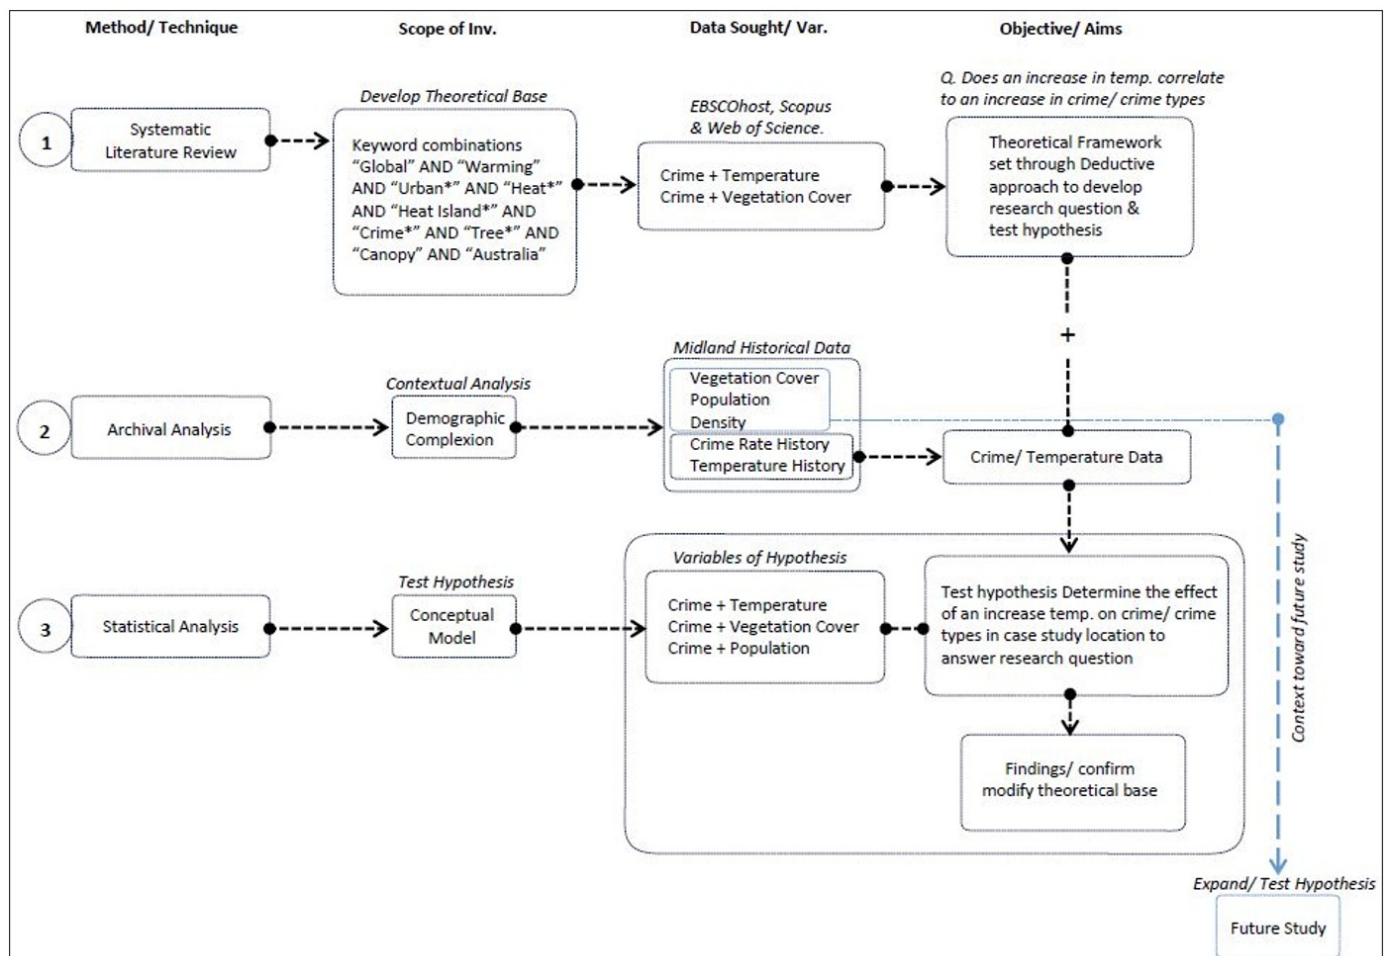 Method/ Technique
Scope of Inv.
Data Sought/ Var.
Objective/ Aims
1
Systematic
Literature Review
Develop Theoretical Base
Keyword combinations
“Global” AND “Warming”
AND “Urban*” AND “Heat*”
AND “Heat Island*” AND
“Crime*” AND “Tree*” AND
“Canopy” AND “Australia”
EBSCOhost, Scopus
& Web of Science.
Crime + Temperature
Crime + Vegetation Cover
Q. Does an increase in temp. correlate
to an increase in crime/ crime types
Theoretical Framework
set through Deductive
approach to develop
research question &
test hypothesis
+
2
Archival Analysis
Contextual Analysis
Demographic
Complexion
Midland Historical Data
Vegetation Cover
Population
Density
Crime Rate History
Temperature History
Crime/ Temperature Data
3
Statistical Analysis
Test Hypothesis
Conceptual
Model
Variables of Hypothesis
Crime + Temperature
Crime + Vegetation Cover
Crime + Population
Test hypothesis Determine the effect
of an increase temp. on crime/ crime
types in case study location to
answer research question
Findings/ confirm
modify theoretical base
Context toward future study
Expand/ Test Hypothesis
Future Study